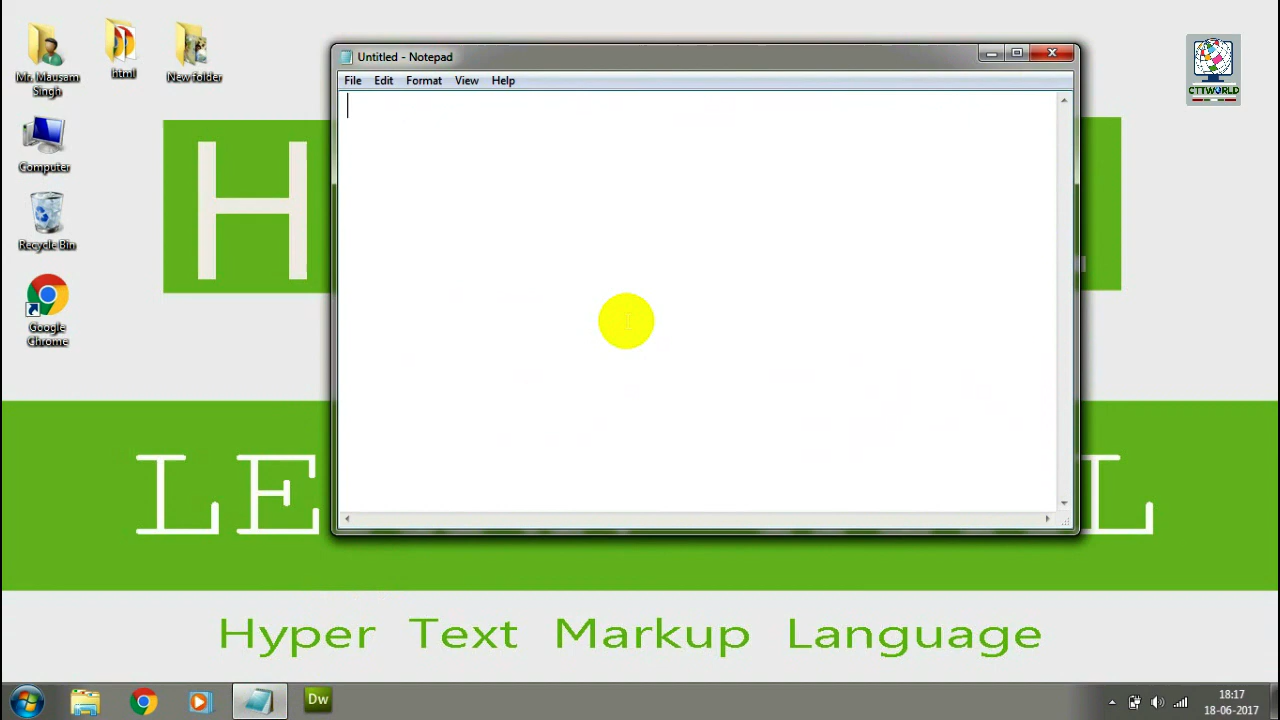 Untitled - Notepad
File Edit Format View Help
Mr. Mausam
Singh
html
New folder
CTTWORLD
Computer
Recycle Bin
Google
Chrome
H
LE L
Hyper Text Markup Language
Dw
18:17
18-06-2017